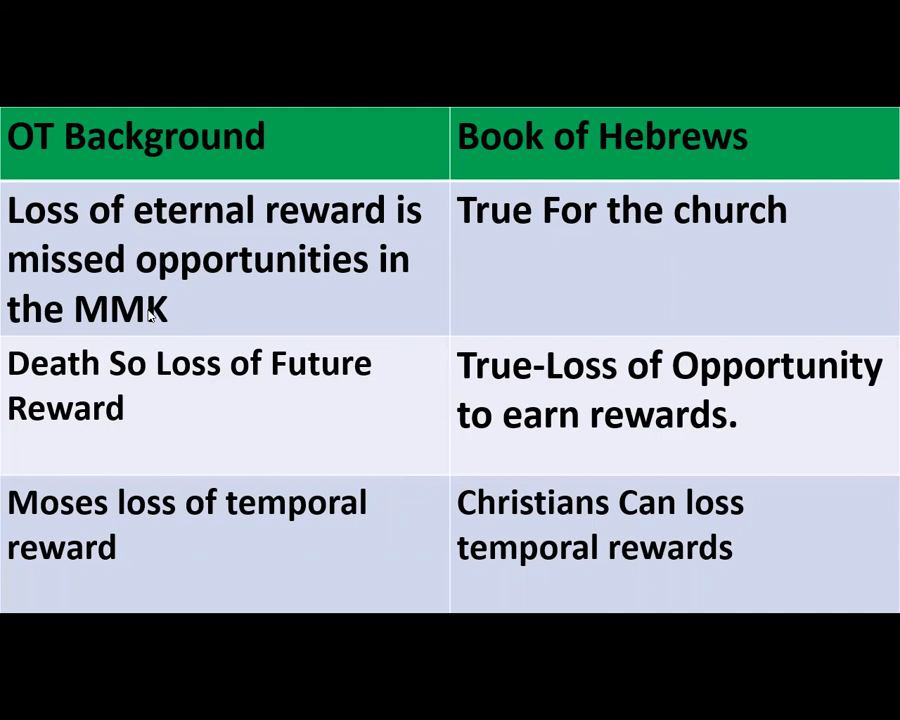 OT Background
Book of Hebrews
Loss of eternal reward is
missed opportunities in
the MMK
True For the church
Death So Loss of Future
Reward
True-Loss of Opportunity
to earn rewards.
Moses loss of temporal
reward
Christians Can loss
temporal rewards